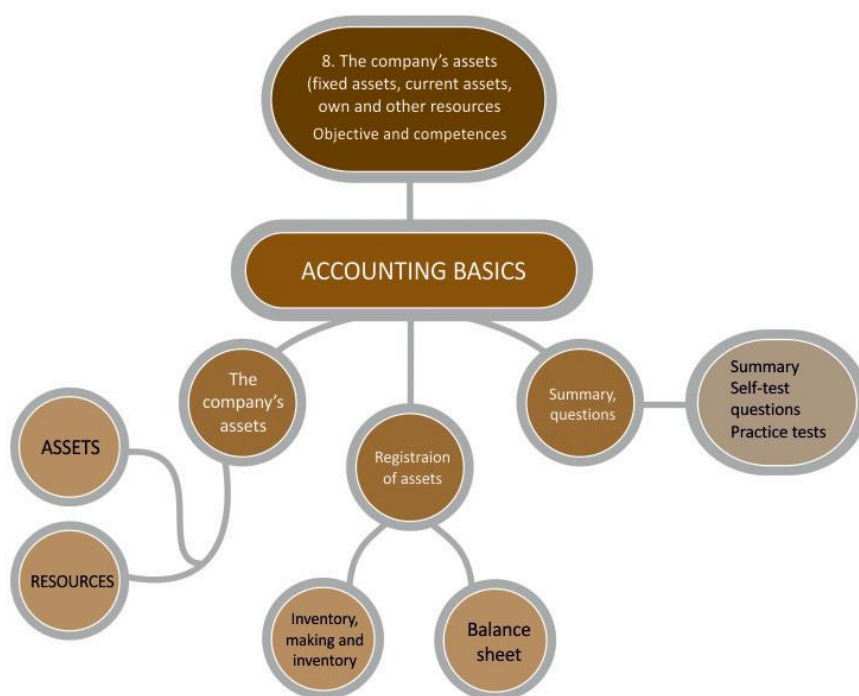 8. The company's assets
(fixed assets, current assets,
own and other resources
Objective and competences
ACCOUNTING BASICS
The
company's
assets
Summary,
questions
Summary
Self-test
questions
Practice tests
ASSETS
Registraion
of assets
RESOURCES
Inventory,
making and
inventory
Balance
sheet